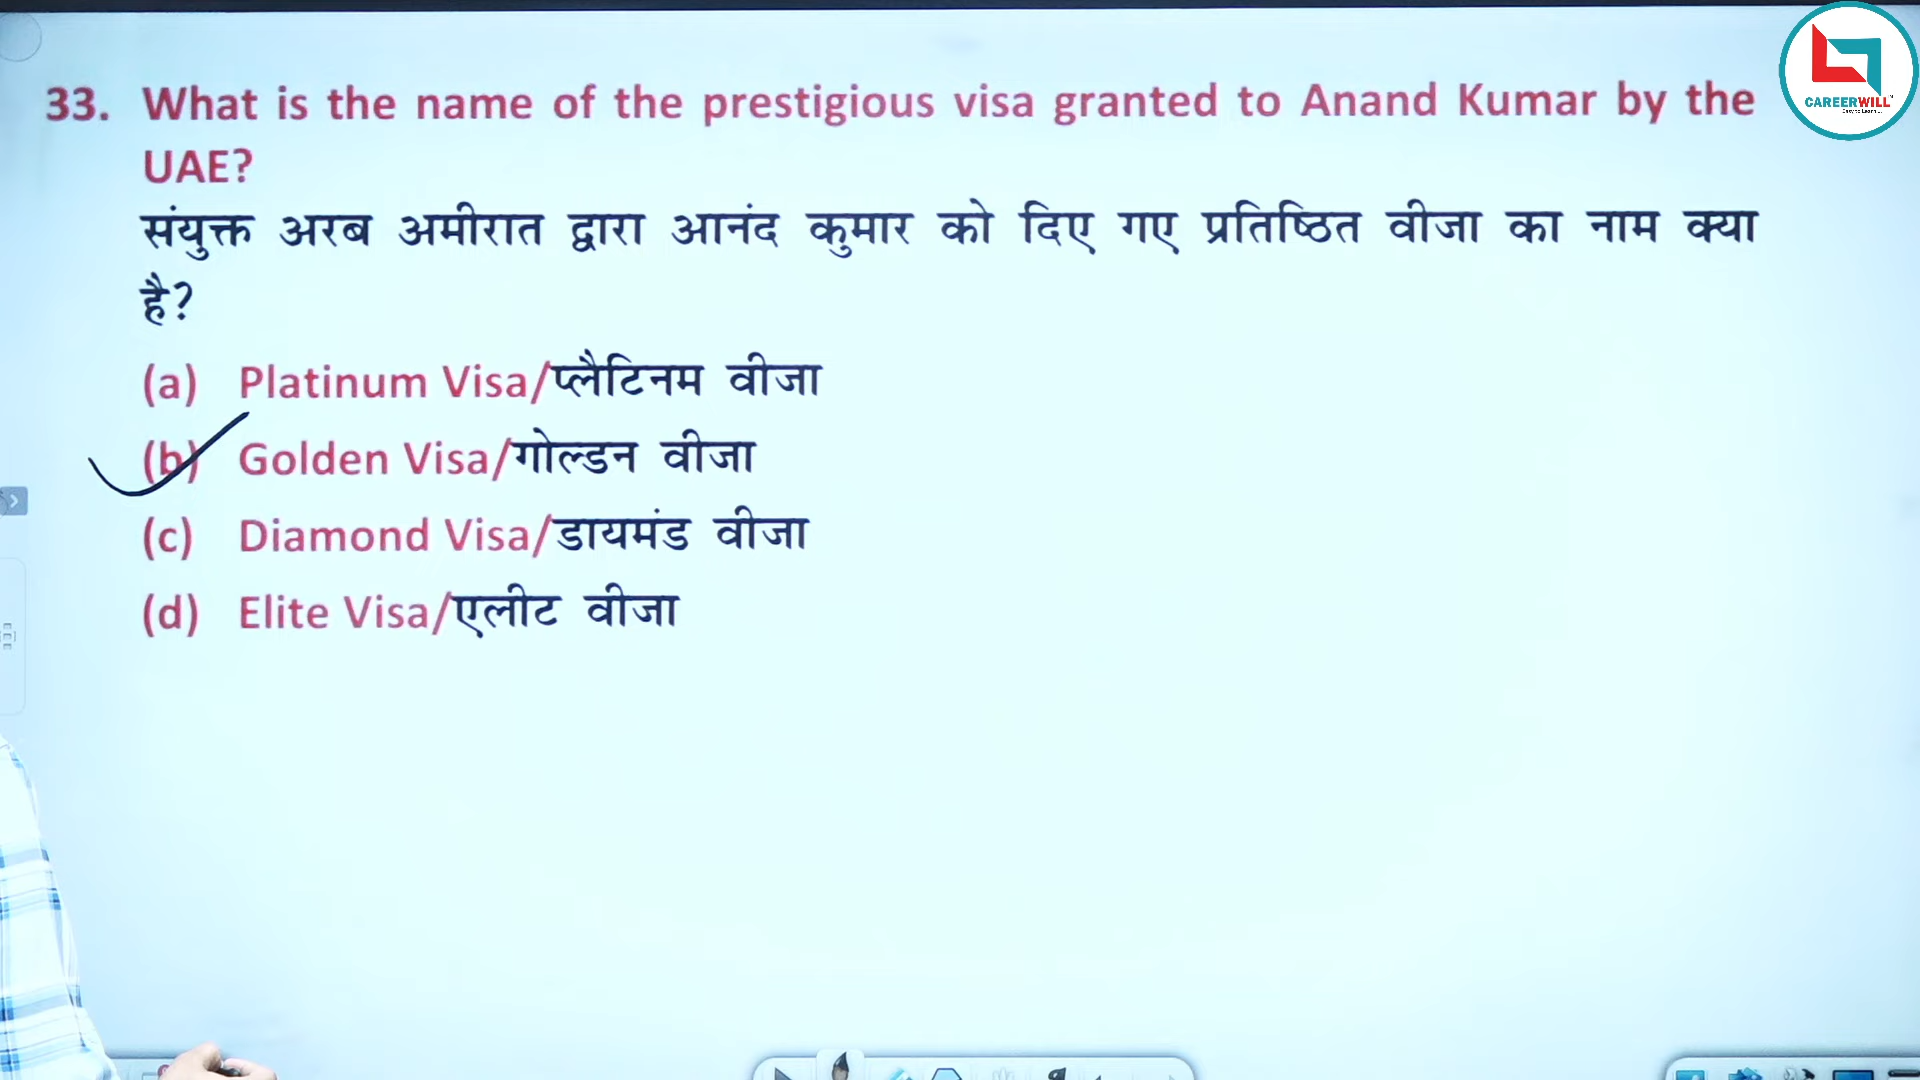 33. What is the name of the prestigious visa granted to Anand Kumar by the
UAE?
संयुक्त अरब अमीरात द्वारा आनंद कुमार को दिए गए प्रतिष्ठित वीजा का नाम क्या
है?
(a) Platinum Visa/प्लैटिनम वीजा
(b) Golden Visa/गोल्डन वीजा
(c) Diamond Visa/डायमंड वीजा
(d) Elite Visa/एलीट वीजा
CAREERWILL